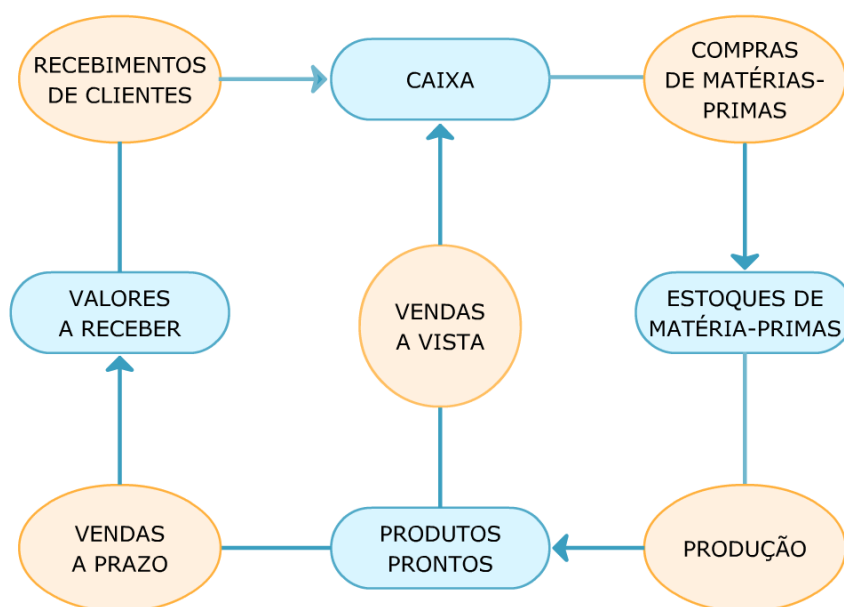 RECEBIMENTOS
DE CLIENTES
CAIXA
COMPRAS
DE MATÉRIAS-
PRIMAS
VALORES
A RECEBER
VENDAS
A VISTA
ESTOQUES DE
MATÉRIA-PRIMAS
VENDAS
A PRAZO
PRODUTOS
PRONTOS
PRODUÇÃO